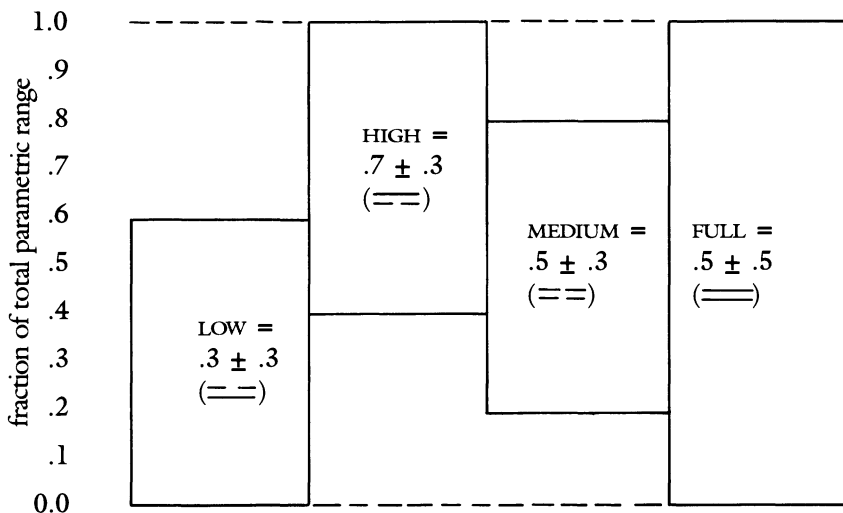 fraction of total parametric range
1.0
.9
.8
.7
.6
.5
.4
.3
.2
.1
0.0
LOW =
.3 ± .3
HIGH =
.7 ± .3
MEDIUM =
.5 ± .3
FULL =
.5 ± .5